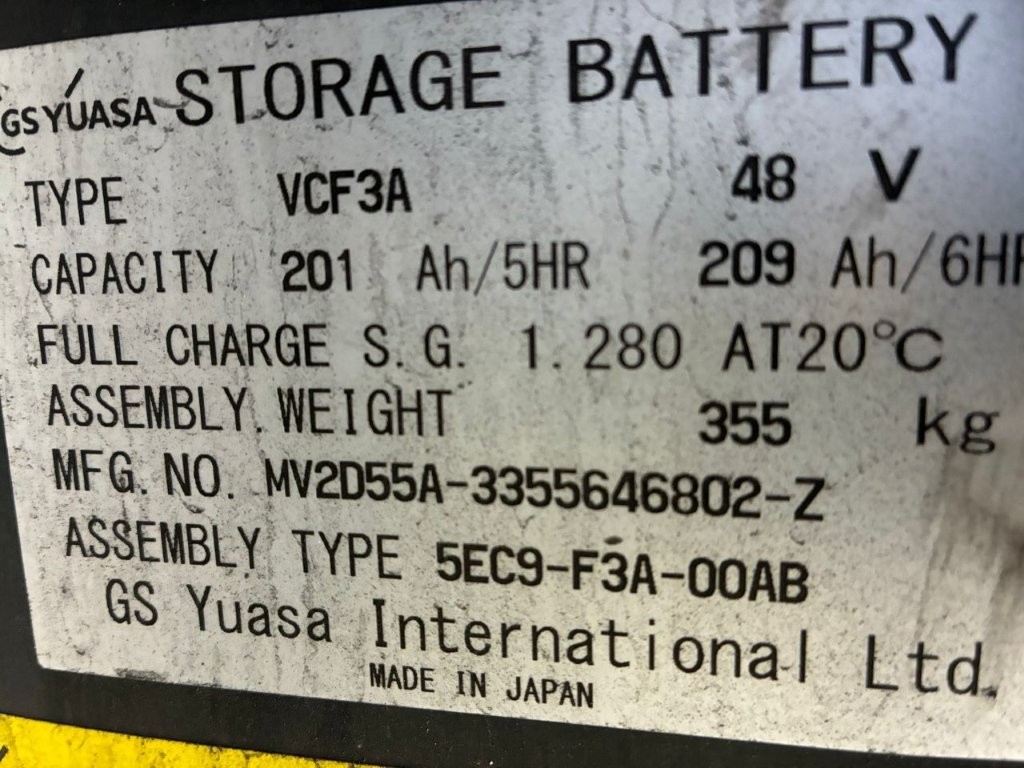 GS YUASA STORAGE BATTERY
TYPE VCF3A 48 V
CAPACITY 201 Ah/5HR 209 Ah/6HR
FULL CHARGE S.G. 1.280 AT20℃
ASSEMBLY WEIGHT 355 kg
MFG. NO. MV2D55A-3355646802-Z
ASSEMBLY TYPE 5EC9-F3A-00AB
GS Yuasa International Ltd.
MADE IN JAPAN